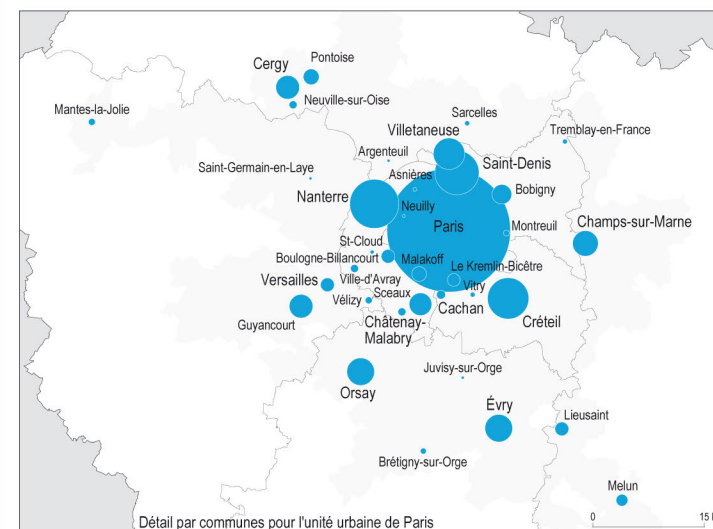 Pontoise
Cergy
Neuville-sur-Oise
Mantes-la-Jolie
Sarcelles
Villetaneuse
Tremblay-en-France
Argenteuil
Saint-Denis
Saint-Germain-en-Laye
Asnières
Bobigny
Nanterre
Neuilly
Paris
Montreuil
Champs-sur-Marne
St-Cloud
Boulogne-Billancourt
Malakoff
Le Kremlin-Bicêtre
Versailles
Ville-d'Avray
Vitry
Vélizy
Sceaux
Cachan
Guyancourt
Châtenay-
Malabry
Créteil
Juvisy-sur-Orge
Orsay
Évry
Lieusaint
Brétigny-sur-Orge
Melun
Détail par communes pour l'unité urbaine de Paris
0
15